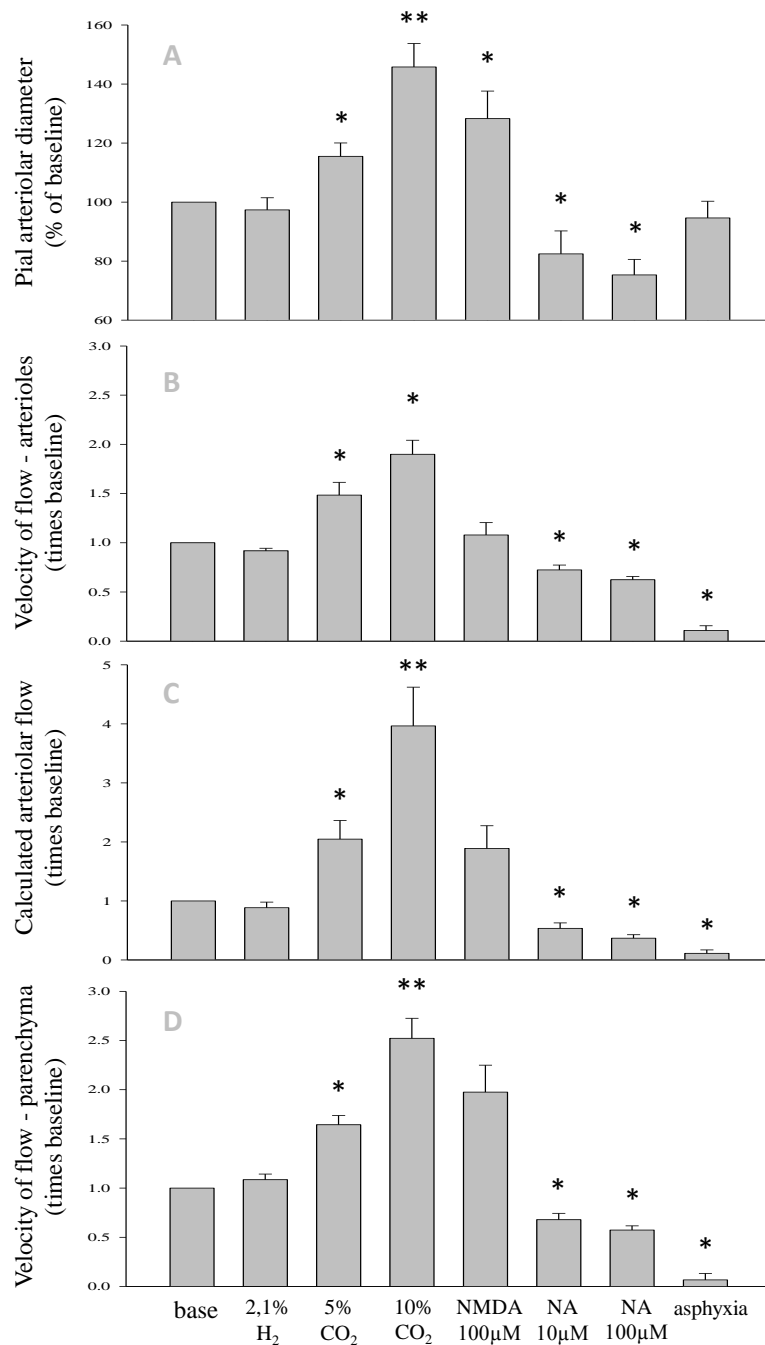 Pial arteriolar diameter
(% of baseline)
160
140
120
100
80
60
A
*
**
*
*
*
Velocity of flow - arterioles
(times baseline)
3.0
2.5
2.0
1.5
1.0
0.5
0.0
B
*
*
*
*
*
Calculated arteriolar flow
(times baseline)
5
4
3
2
1
0
C
*
**
*
*
*
Velocity of flow - parenchyma
(times baseline)
3.0
2.5
2.0
1.5
1.0
0.5
0.0
D
*
**
*
*
*
base
2,1%
H₂
5%
CO₂
10%
CO₂
NMDA
100µM
NA
10µM
NA
100µM
asphyxia